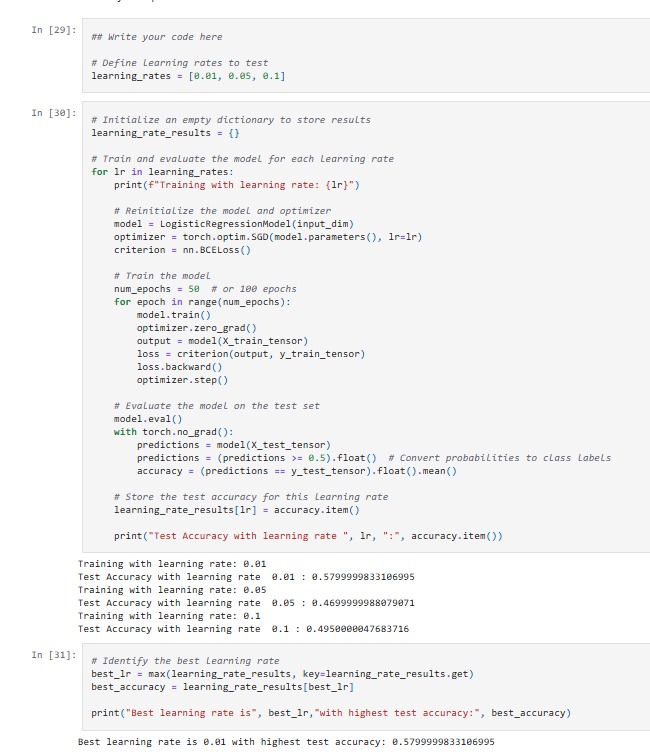 In [29]:
## Write your code here
# Define learning rates to test
learning_rates = [0.01, 0.05, 0.1]
In [30]:
# Initialize an empty dictionary to store results
learning_rate_results = {}
# Train and evaluate the model for each learning rate
for lr in learning_rates:
    print(f"Training with learning rate: {lr}")
    # Reinitialize the model and optimizer
    model = LogisticRegressionModel(input_dim)
    optimizer = torch.optim.SGD(model.parameters(), lr=lr)
    criterion = nn.BCELoss()
    # Train the model
    num_epochs = 50  # or 100 epochs
    for epoch in range(num_epochs):
        model.train()
        optimizer.zero_grad()
        output = model(X_train_tensor)
        loss = criterion(output, y_train_tensor)
        loss.backward()
        optimizer.step()
    # Evaluate the model on the test set
    model.eval()
    with torch.no_grad():
        predictions = model(X_test_tensor)
        predictions = (predictions >= 0.5).float()  # Convert probabilities to class labels
        accuracy = (predictions == y_test_tensor).float().mean()
    # Store the test accuracy for this learning rate
    learning_rate_results[lr] = accuracy.item()
    print("Test Accuracy with learning rate ", lr, ":", accuracy.item())
Training with learning rate: 0.01
Test Accuracy with learning rate  0.01 : 0.5799999833106995
Training with learning rate: 0.05
Test Accuracy with learning rate  0.05 : 0.4699999988079071
Training with learning rate: 0.1
Test Accuracy with learning rate  0.1 : 0.4950000047683716
In [31]:
# Identify the best learning rate
best_lr = max(learning_rate_results, key=learning_rate_results.get)
best_accuracy = learning_rate_results[best_lr]
print("Best learning rate is", best_lr,"with highest test accuracy:", best_accuracy)
Best learning rate is 0.01 with highest test accuracy: 0.5799999833106995